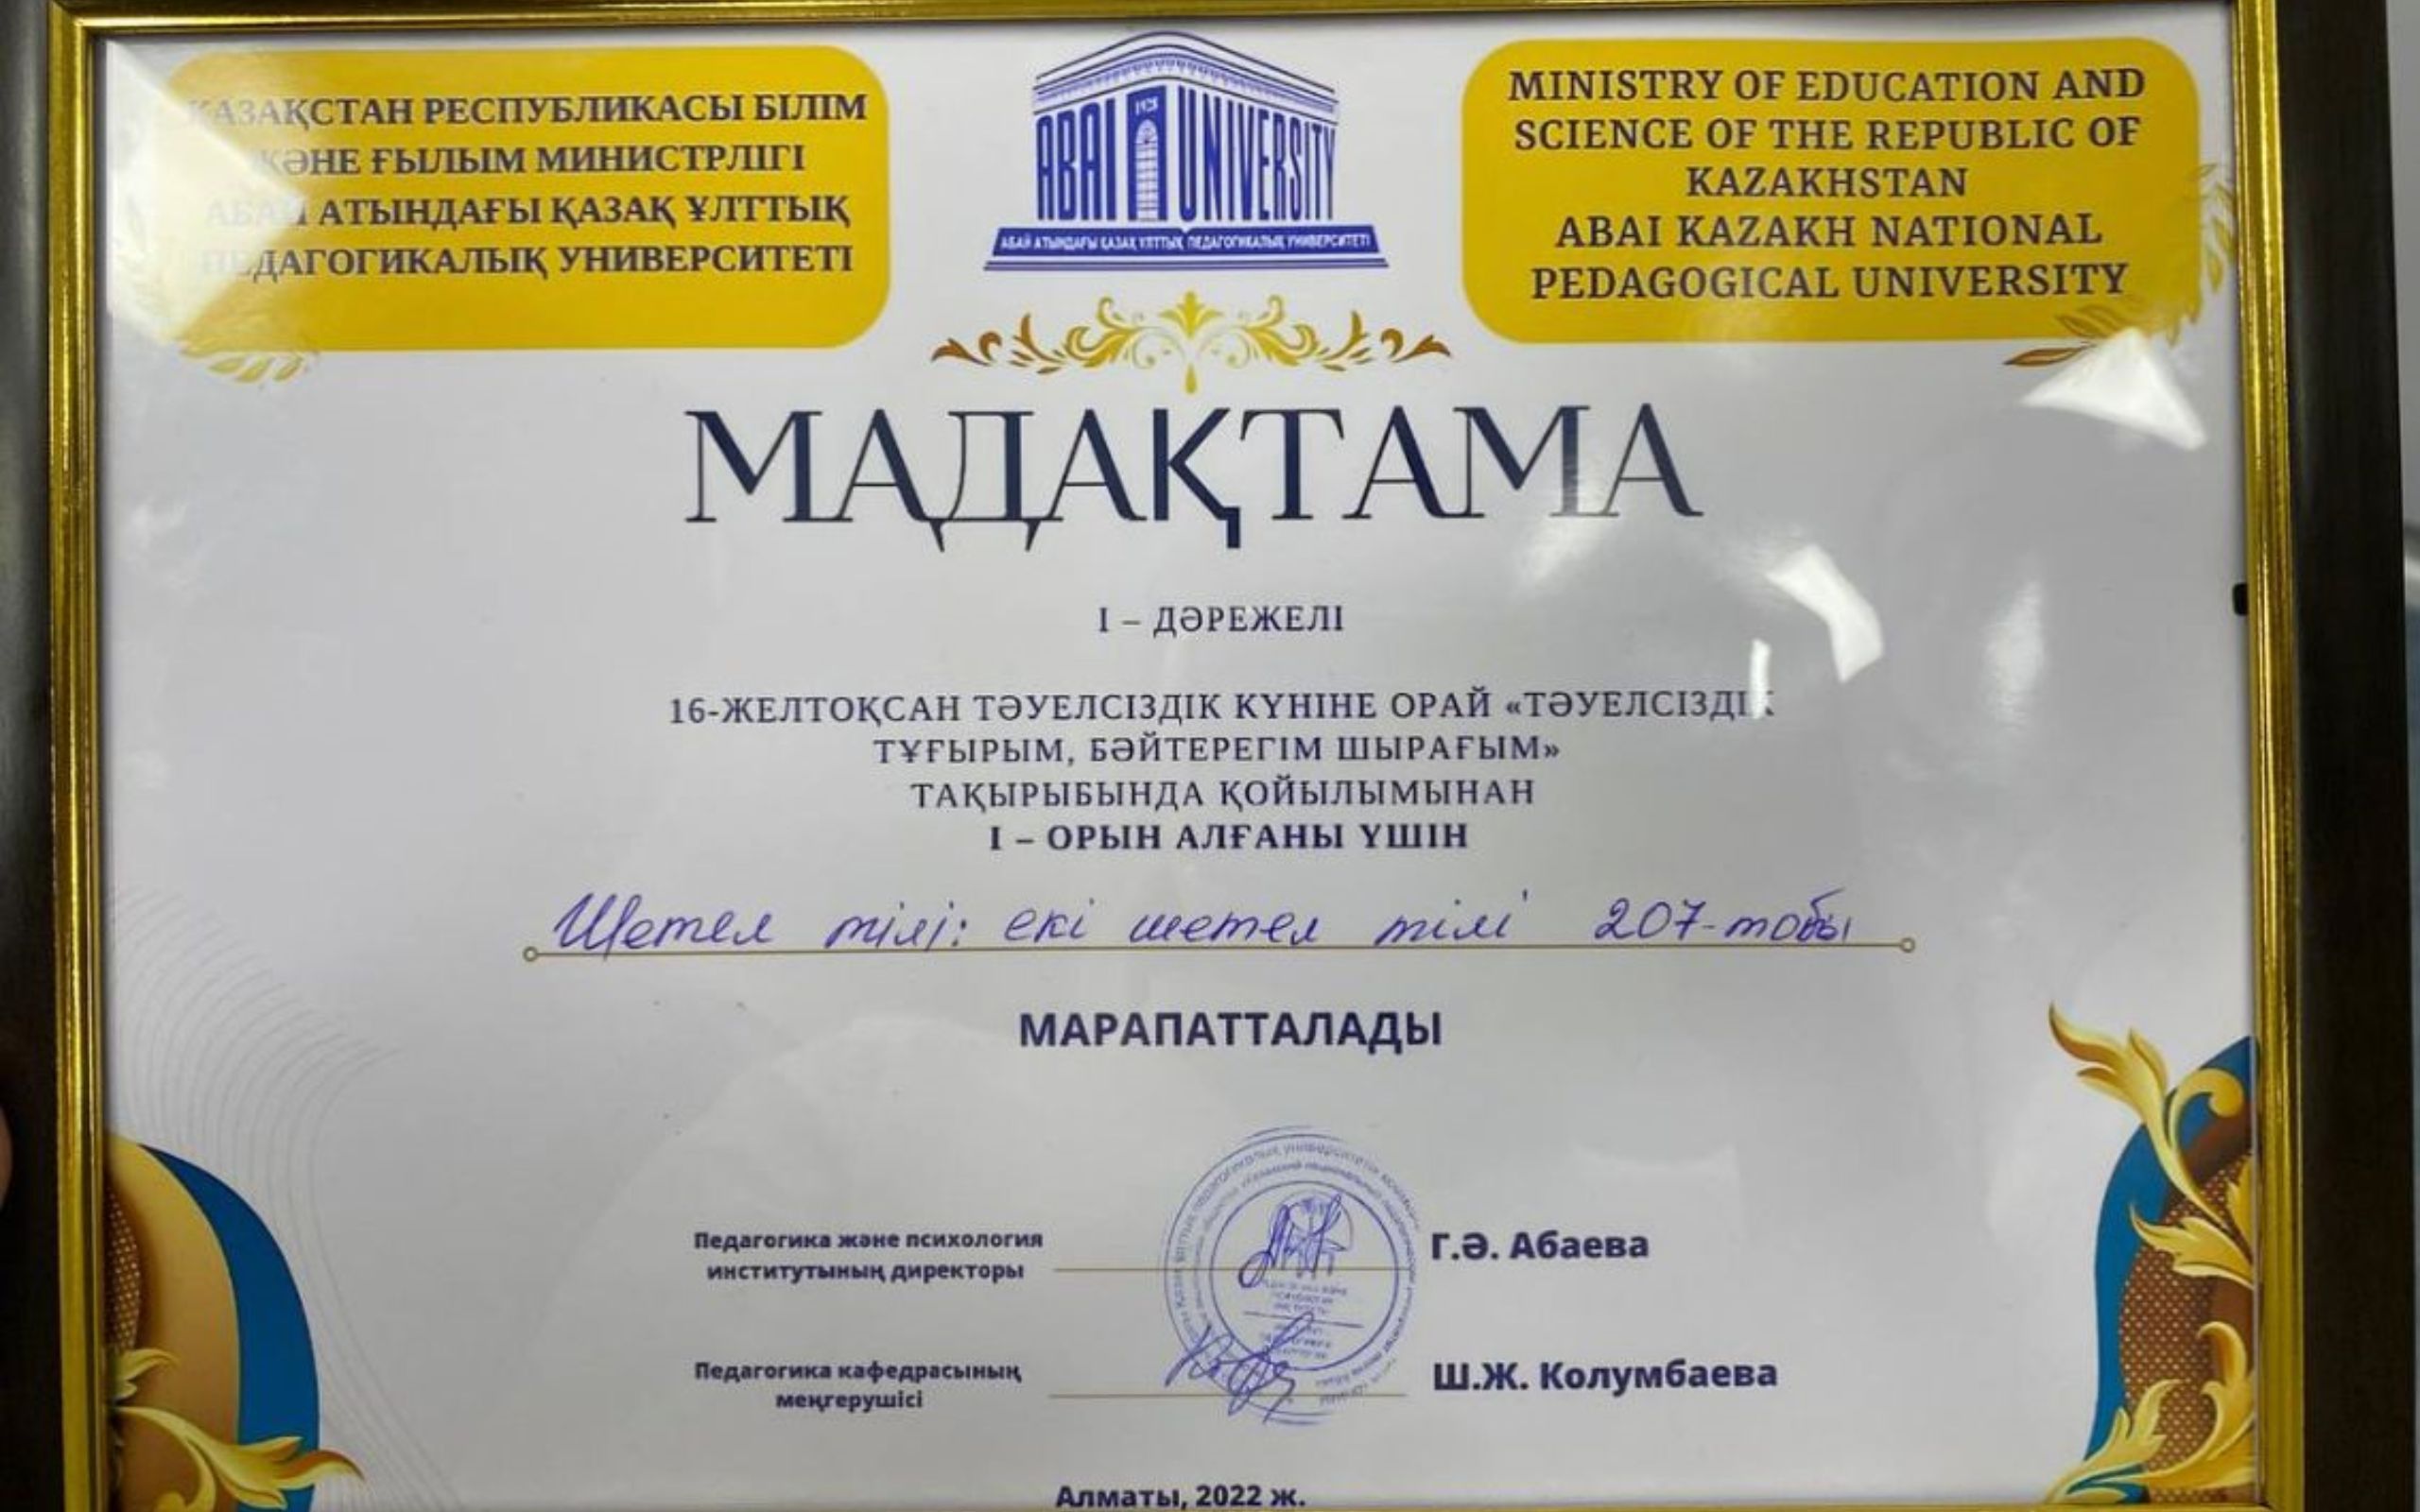 ҚАЗАҚСТАН РЕСПУБЛИКАСЫ БІЛІМ
ЖӘНЕ ҒЫЛЫМ МИНИСТРЛІГІ
АБАЙ АТЫНДАҒЫ ҚАЗАҚ ҰЛТТЫҚ
ПЕДАГОГИКАЛЫҚ УНИВЕРСИТЕТІ
1928
ABAI UNIVERSITY
АБАЙ АТЫНДАҒЫ ҚАЗАҚ ҰЛТТЫҚ ПЕДАГОГИКАЛЫҚ УНИВЕРСИТЕТІ
MINISTRY OF EDUCATION AND
SCIENCE OF THE REPUBLIC OF
KAZAKHSTAN
ABAI KAZAKH NATIONAL
PEDAGOGICAL UNIVERSITY
МАДАҚТАМА
І – ДӘРЕЖЕЛІ
16-ЖЕЛТОҚСАН ТӘУЕЛСІЗДІК КҮНІНЕ ОРАЙ «ТӘУЕЛСІЗДІК
ТҰҒЫРЫМ, БӘЙТЕРЕГІМ ШЫРАҒЫМ»
ТАҚЫРЫБЫНДА ҚОЙЫЛЫМЫНАН
І – ОРЫН АЛҒАНЫ ҮШІН
Шетел тілі: екі шетел тілі 207-тобы
МАРАПАТТАЛАДЫ
Педагогика және психология
институтының директоры
Г.Ә. Абаева
Педагогика кафедрасының
меңгерушісі
Ш.Ж. Колумбаева
Алматы, 2022 ж.